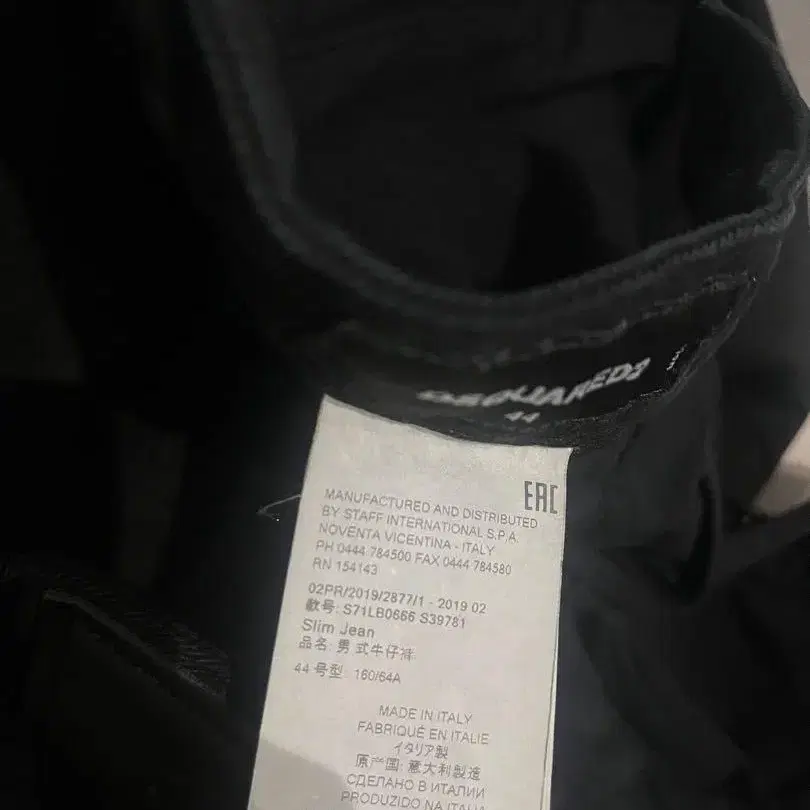 DSQUARED2
44
EAC
MANUFACTURED AND DISTRIBUTED
BY STAFF INTERNATIONAL S.P.A.
NOVENTA VICENTINA - ITALY
PH 0444 784500 FAX 0444 784580
RN 154143
02PR/2019/2877/1 - 2019 02
款号: S71LB0666 S39781
Slim Jean
品名: 男 式牛仔裤
44 号型: 160/64A
MADE IN ITALY
FABRIQUÉ EN ITALIE
イタリア製
原产国: 意大利製造
СДЕЛАНО В ИТАЛИИ
PRODUZIDO NA ITALIA